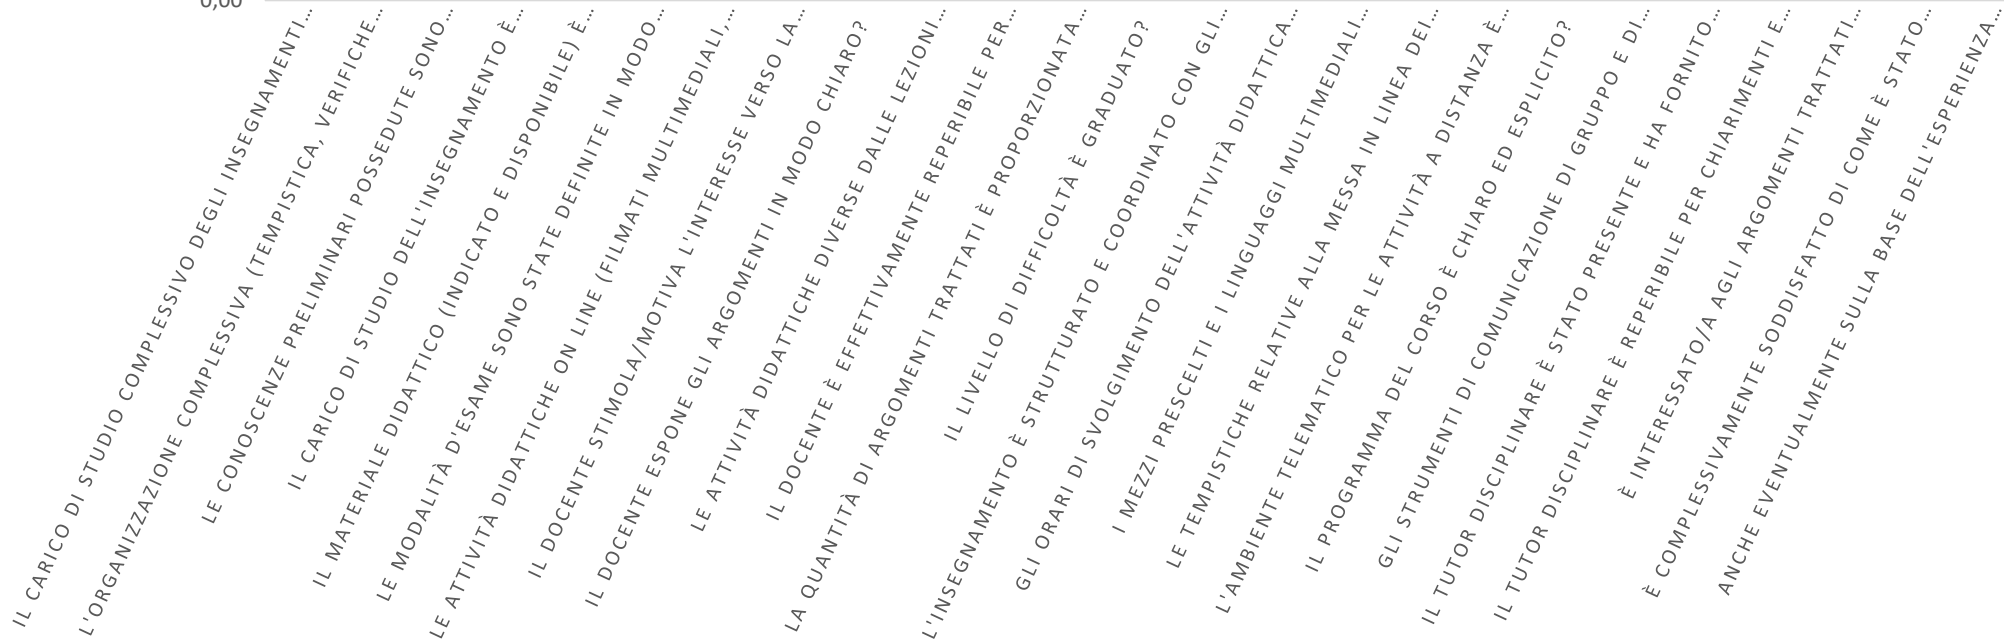 0,00
IL CARICO DI STUDIO COMPLESSIVO DEGLI INSEGNAMENTI…
L'ORGANIZZAZIONE COMPLESSIVA (TEMPISTICA, VERIFICHE…
LE CONOSCENZE PRELIMINARI POSSEDUTE SONO…
IL CARICO DI STUDIO DELL'INSEGNAMENTO È…
IL MATERIALE DIDATTICO (INDICATO E DISPONIBILE) È…
LE MODALITÀ D'ESAME SONO STATE DEFINITE IN MODO…
LE ATTIVITÀ DIDATTICHE ON LINE (FILMATI MULTIMEDIALI,…
IL DOCENTE STIMOLA/MOTIVA L'INTERESSE VERSO LA…
IL DOCENTE ESPONE GLI ARGOMENTI IN MODO CHIARO?
LE ATTIVITÀ DIDATTICHE DIVERSE DALLE LEZIONI…
IL DOCENTE È EFFETTIVAMENTE REPERIBILE PER…
LA QUANTITÀ DI ARGOMENTI TRATTATI È PROPORZIONATA…
IL LIVELLO DI DIFFICOLTÀ È GRADUATO?
L'INSEGNAMENTO È STRUTTURATO E COORDINATO CON GLI…
GLI ORARI DI SVOLGIMENTO DELL'ATTIVITÀ DIDATTICA…
I MEZZI PRESCELTI E I LINGUAGGI MULTIMEDIALI…
LE TEMPISTICHE RELATIVE ALLA MESSA IN LINEA DEI…
L'AMBIENTE TELEMATICO PER LE ATTIVITÀ A DISTANZA È…
IL PROGRAMMA DEL CORSO È CHIARO ED ESPLICITO?
GLI STRUMENTI DI COMUNICAZIONE DI GRUPPO E DI…
IL TUTOR DISCIPLINARE È STATO PRESENTE E HA FORNITO…
IL TUTOR DISCIPLINARE È REPERIBILE PER CHIARIMENTI E…
È INTERESSATO/A AGLI ARGOMENTI TRATTATI…
È COMPLESSIVAMENTE SODDISFATTO DI COME È STATO…
ANCHE EVENTUALMENTE SULLA BASE DELL'ESPERIENZA…